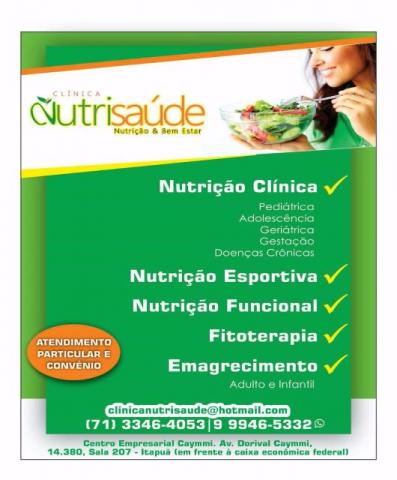 CLÍNICA
Nutrisaúde
Nutrição & Bem Estar
Nutrição Clínica
Pediátrica
Adolescência
Geriátrica
Gestação
Doenças Crônicas
Nutrição Esportiva
Nutrição Funcional
Fitoterapia
Emagrecimento
Adulto e Infantil
ATENDIMENTO
PARTICULAR E
CONVÊNIO
clinicanutrisaude@hotmail.com
(71) 3346-4053|9 9946-5332
Centro Empresarial Caymmi. Av. Dorival Caymmi,
14.380, Sala 207 - Itapuã (em frente à caixa econômica federal)